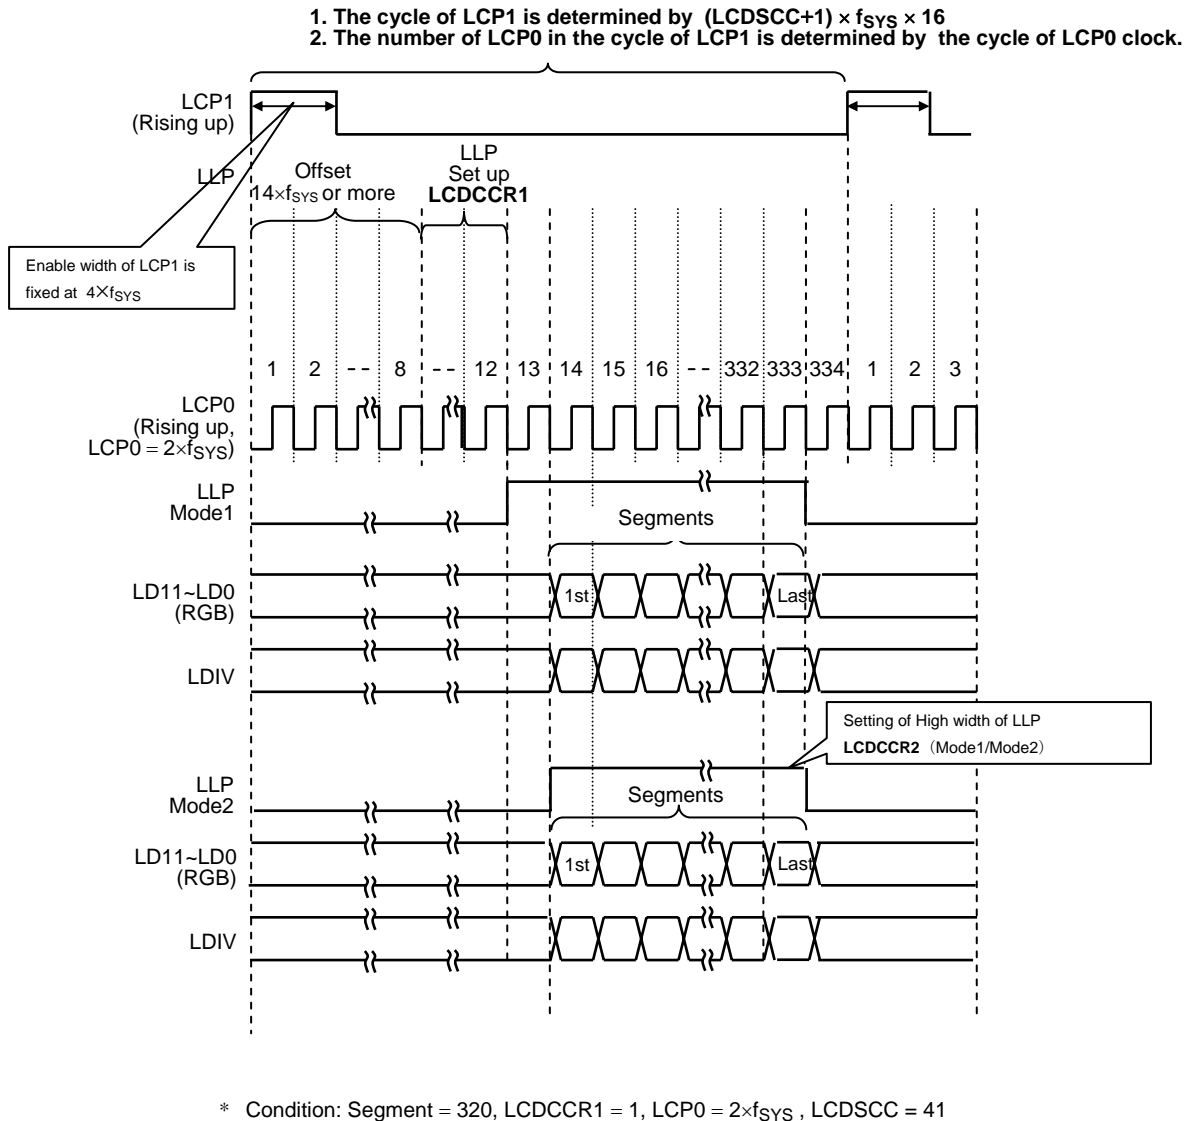 1. The cycle of LCP1 is determined by (LCDSCC+1) × fSYS × 16
2. The number of LCP0 in the cycle of LCP1 is determined by the cycle of LCP0 clock.
LCP1
(Rising up)
LLP
Offset
14×fSYS or more
LLP
Set up
LCDCCR1
Enable width of LCP1 is
fixed at 4×fSYS
1 2 -- 8 -- 12 13 14 15 16 -- 332 333 334 1 2 3
LCP0
(Rising up,
LCP0 = 2×fSYS)
LLP
Mode1
Segments
LD11~LD0
(RGB)
1st
Last
LDIV
Setting of High width of LLP
LCDCCR2 (Mode1/Mode2)
LLP
Mode2
Segments
LD11~LD0
(RGB)
1st
Last
LDIV
* Condition: Segment = 320, LCDCCR1 = 1, LCP0 = 2×fSYS , LCDSCC = 41